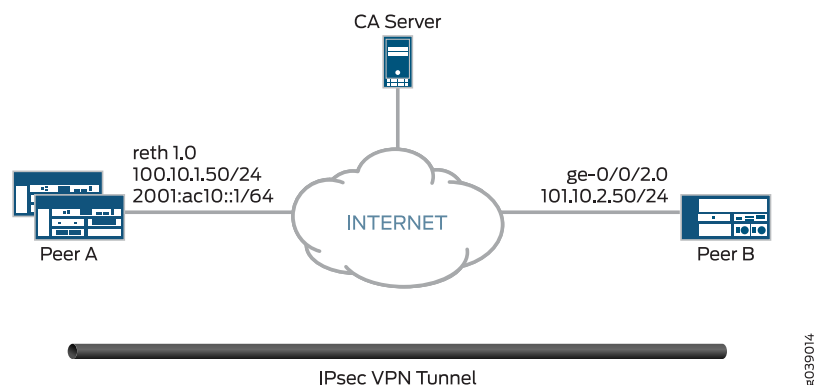 CA Server
reth 1.0
100.10.1.50/24
2001:ac10::1/64
ge-0/0/2.0
101.10.2.50/24
INTERNET
Peer A
Peer B
IPsec VPN Tunnel
g039014